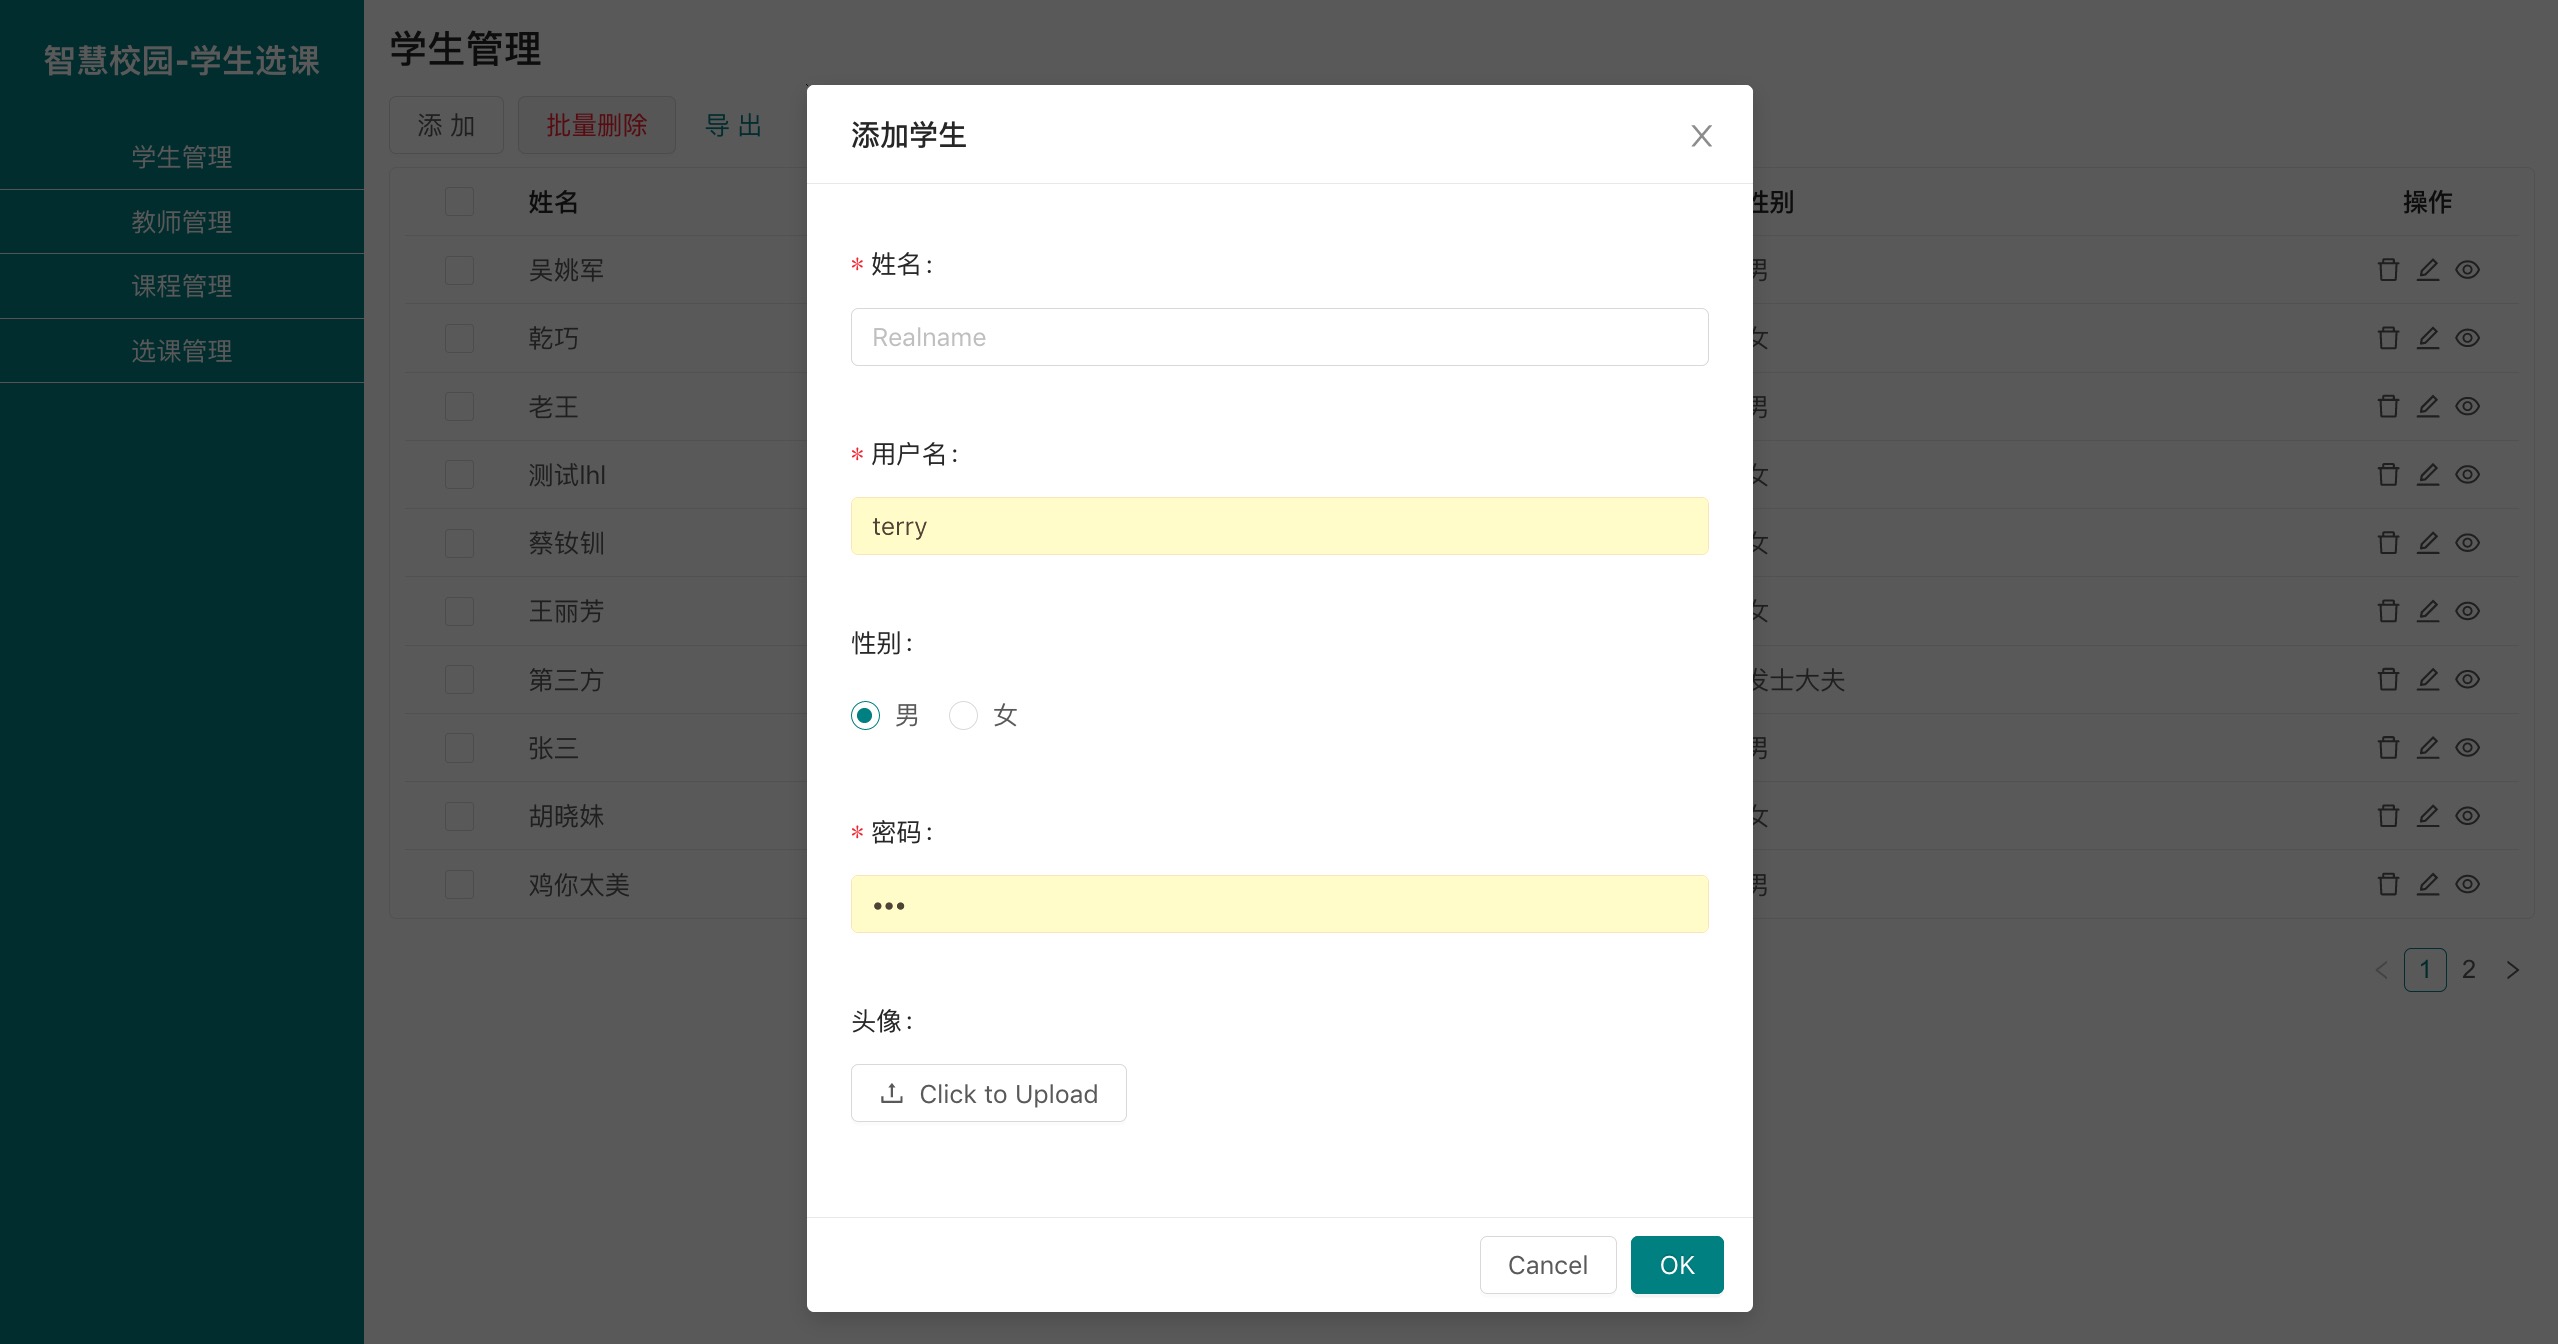 智慧校园-学生选课
学生管理
教师管理
课程管理
选课管理
学生管理
添 加 批量删除 导 出
姓名 性别 操作
吴姚军 男
乾巧 女
老王 男
测试lhl 女
蔡钕钏 女
王丽芳 女
第三方 发士大夫
张三 男
胡晓妹 女
鸡你太美 男
1 2
添加学生
* 姓名:
Realname
* 用户名:
terry
性别:
男 女
* 密码:
•••
头像:
Click to Upload
Cancel OK